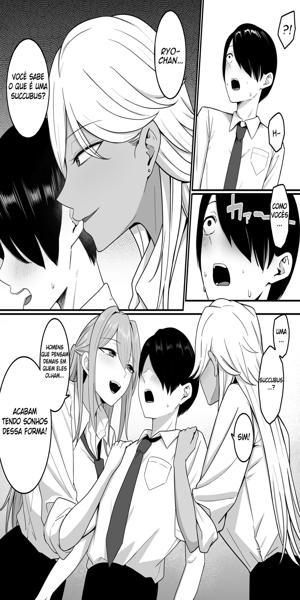 ?!
H-
RYO-
CHAN...
VOCÊ SABE
O QUE É UMA
SUCCUBUS?
COMO
VOCÊS...
UMA...
SUCCUBUS
...?
SIM!
HOMENS
QUE PENSAM
DEMAIS EM
QUEM ELES
OLHAM...
ACABAM
TENDO SONHOS
DESSA FORMA!